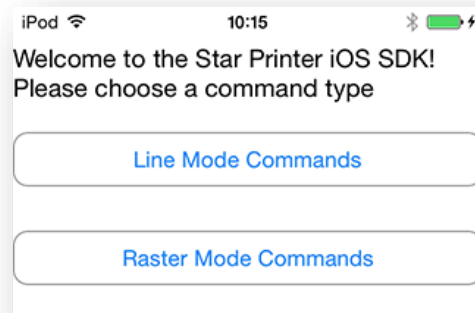 iPod 10:15
Welcome to the Star Printer iOS SDK!
Please choose a command type
Line Mode Commands
Raster Mode Commands